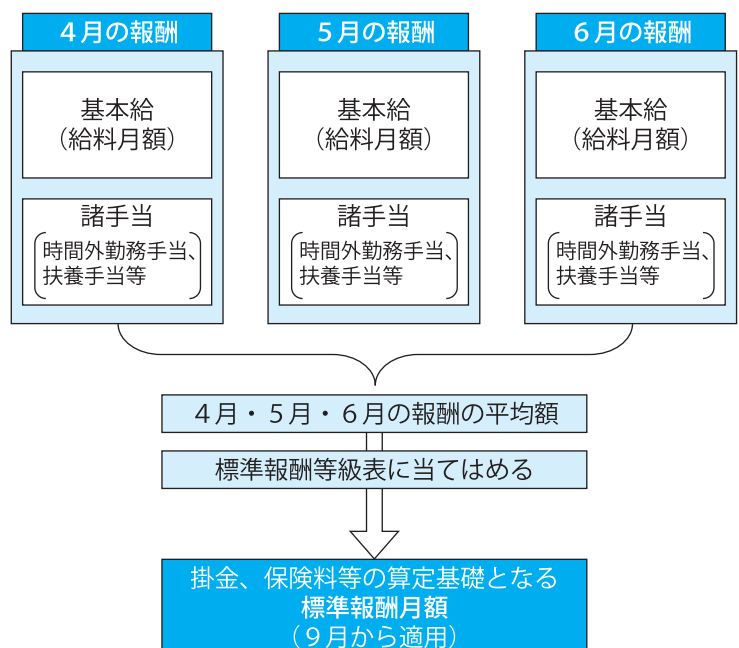 ４月の報酬
基本給
（給料月額）
諸手当
時間外勤務手当、
扶養手当等
５月の報酬
基本給
（給料月額）
諸手当
時間外勤務手当、
扶養手当等
６月の報酬
基本給
（給料月額）
諸手当
時間外勤務手当、
扶養手当等
４月・５月・６月の報酬の平均額
標準報酬等級表に当てはめる
掛金、保険料等の算定基礎となる
標準報酬月額
（９月から適用）